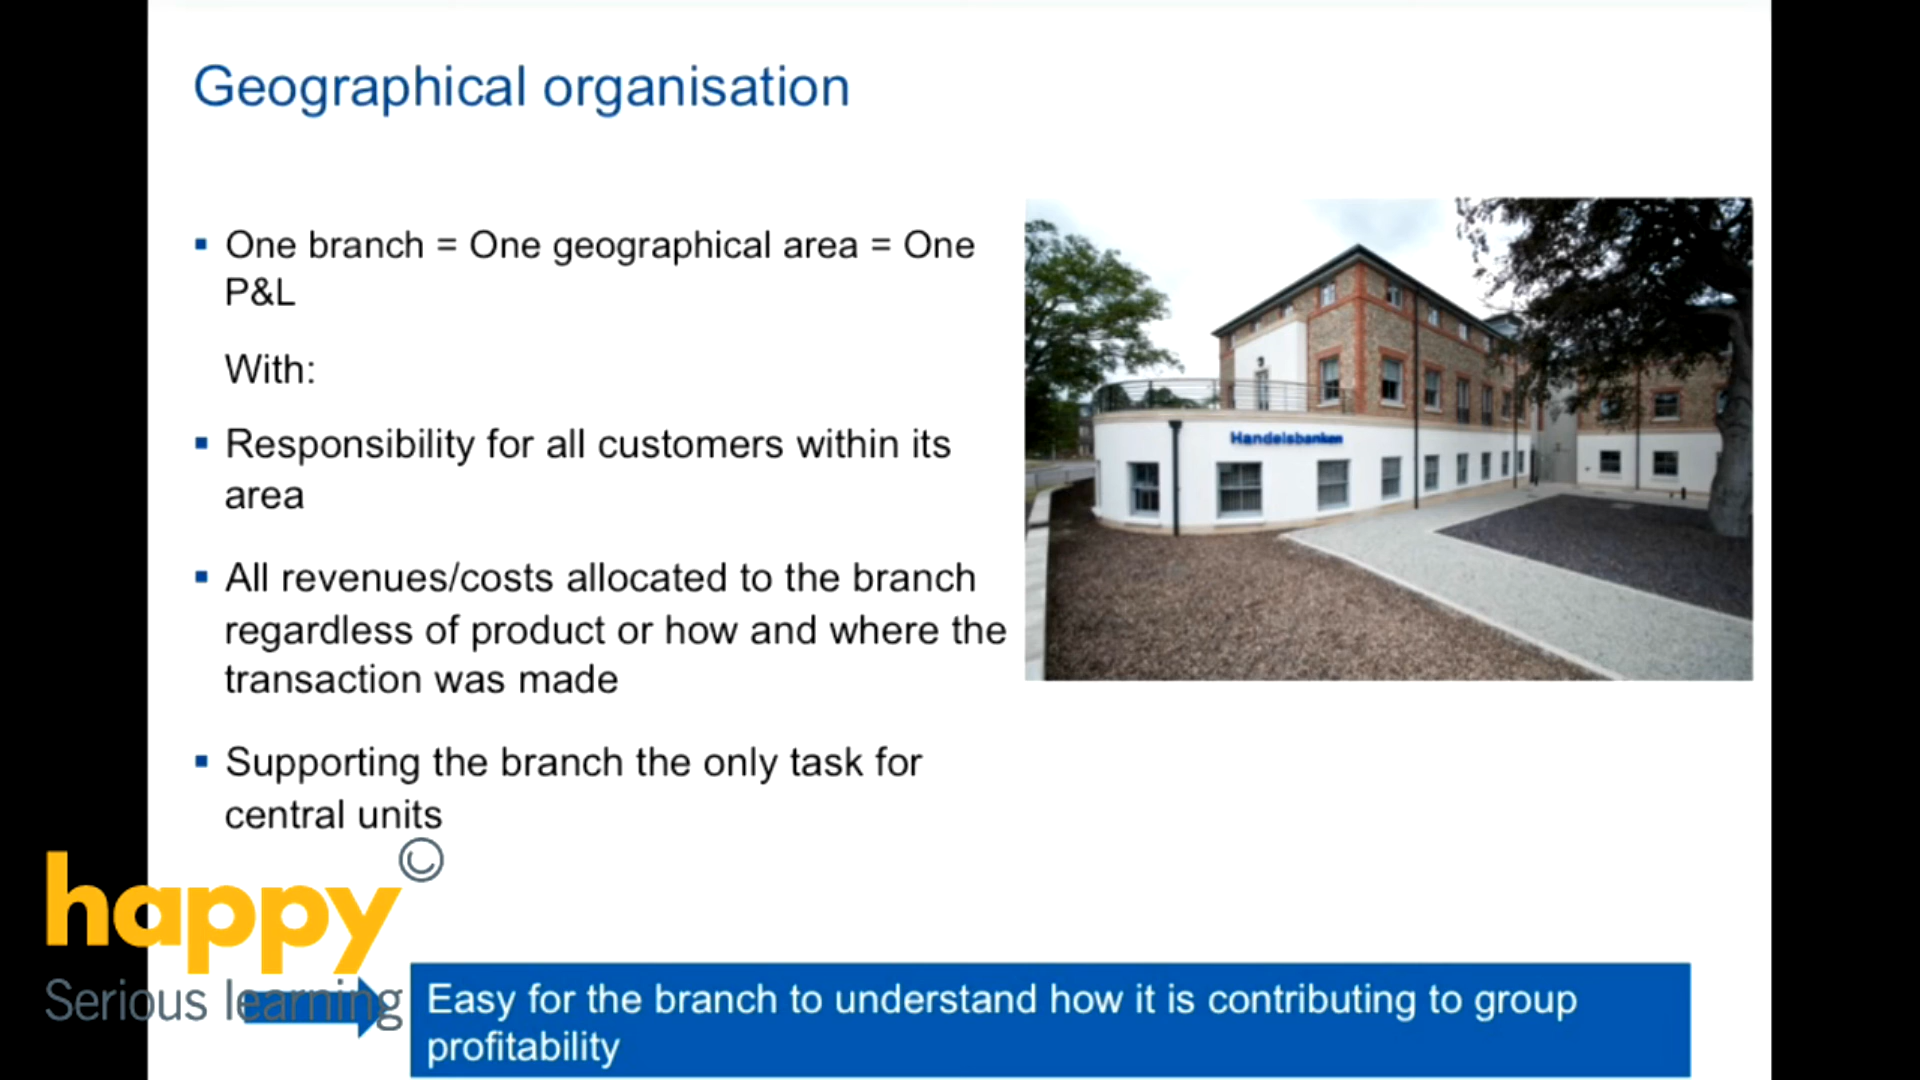 Geographical organisation
▪ One branch = One geographical area = One
P&L
With:
▪ Responsibility for all customers within its
area
▪ All revenues/costs allocated to the branch
regardless of product or how and where the
transaction was made
▪ Supporting the branch the only task for
central units
Handelsbanken
happy
Serious learning
Easy for the branch to understand how it is contributing to group
profitability